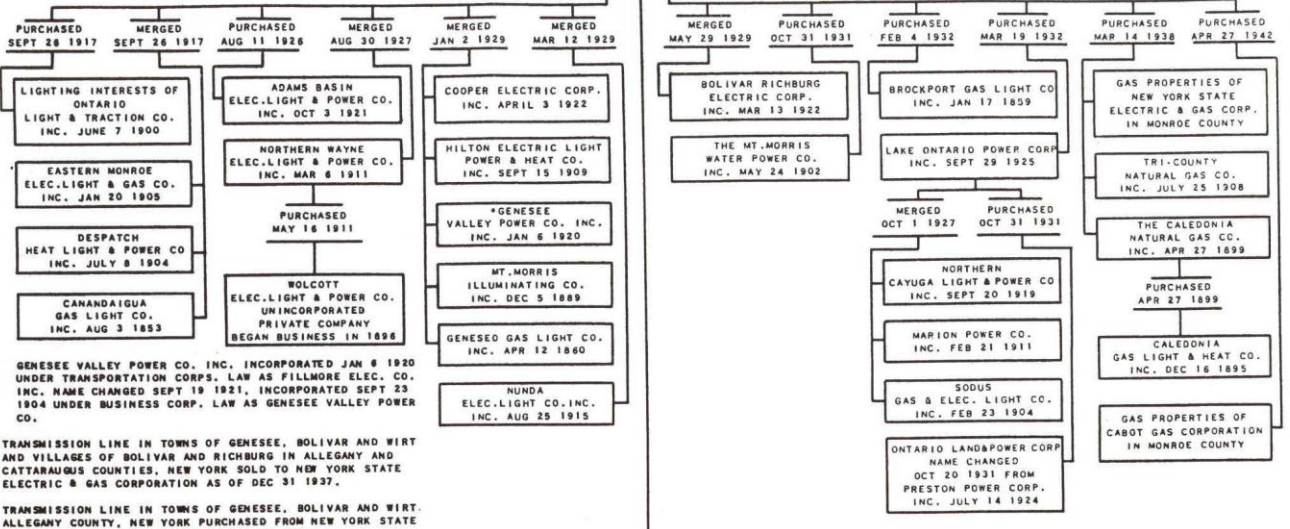 PURCHASED
SEPT 26 1917
MERGED
SEPT 26 1917
PURCHASED
AUG 11 1926
MERGED
AUG 30 1927
MERGED
JAN 2 1929
MERGED
MAR 12 1929
LIGHTING INTERESTS OF
ONTARIO
LIGHT & TRACTION CO.
INC. JUNE 7 1900
EASTERN MONROE
ELEC.LIGHT & GAS CO.
INC. JAN 20 1905
DESPATCH
HEAT LIGHT & POWER CO
INC. JULY 8 1904
CANANDAIGUA
GAS LIGHT CO.
INC. AUG 3 1853
ADAMS BASIN
ELEC.LIGHT & POWER CO.
INC. OCT 3 1921
NORTHERN WAYNE
ELEC.LIGHT & POWER CO.
INC. MAR 6 1911
PURCHASED
MAY 16 1911
WOLCOTT
ELEC.LIGHT & POWER CO.
UNINCORPORATED
PRIVATE COMPANY
BEGAN BUSINESS IN 1896
COOPER ELECTRIC CORP.
INC. APRIL 3 1922
HILTON ELECTRIC LIGHT
POWER & HEAT CO.
INC. SEPT 15 1909
*GENESEE
VALLEY POWER CO. INC.
INC. JAN 6 1920
MT.MORRIS
ILLUMINATING CO.
INC. DEC 5 1889
GENESEO GAS LIGHT CO.
INC. APR 12 1860
NUNDA
ELEC.LIGHT CO.INC.
INC. AUG 25 1915
GENESEE VALLEY POWER CO. INC. INCORPORATED JAN 6 1920
UNDER TRANSPORTATION CORPS. LAW AS FILLMORE ELEC. CO.
INC. NAME CHANGED SEPT 19 1921, INCORPORATED SEPT 23
1904 UNDER BUSINESS CORP. LAW AS GENESEE VALLEY POWER
CO.
TRANSMISSION LINE IN TOWNS OF GENESEE, BOLIVAR AND WIRT
AND VILLAGES OF BOLIVAR AND RICHBURG IN ALLEGANY AND
CATTARAUGUS COUNTIES, NEW YORK SOLD TO NEW YORK STATE
ELECTRIC & GAS CORPORATION AS OF DEC 31 1937.
TRANSMISSION LINE IN TOWNS OF GENESEE, BOLIVAR AND WIRT.
ALLEGANY COUNTY, NEW YORK PURCHASED FROM NEW YORK STATE
MERGED
MAY 29 1929
PURCHASED
OCT 31 1931
PURCHASED
FEB 4 1932
PURCHASED
MAR 19 1932
PURCHASED
MAR 14 1938
PURCHASED
APR 27 1942
BOLIVAR RICHBURG
ELECTRIC CORP.
INC. MAR 13 1922
THE MT.MORRIS
WATER POWER CO.
INC. MAY 24 1902
BROCKPORT GAS LIGHT CO
INC. JAN 17 1859
LAKE ONTARIO POWER CORP
INC. SEPT 29 1925
MERGED
OCT 1 1927
PURCHASED
OCT 31 1931
NORTHERN
CAYUGA LIGHT & POWER CO
INC. SEPT 20 1919
MARION POWER CO.
INC. FEB 21 1911
SODUS
GAS & ELEC. LIGHT CO.
INC. FEB 23 1904
ONTARIO LAND&POWER CORP
NAME CHANGED
OCT 20 1931 FROM
PRESTON POWER CORP.
INC. JULY 14 1924
GAS PROPERTIES OF
NEW YORK STATE
ELECTRIC & GAS CORP.
IN MONROE COUNTY
TRI-COUNTY
NATURAL GAS CO.
INC. JULY 25 1908
THE CALEDONIA
NATURAL GAS CC.
INC. APR 27 1899
PURCHASED
APR 27 1899
CALEDONIA
GAS LIGHT & HEAT CO.
INC. DEC 16 1895
GAS PROPERTIES OF
CABOT GAS CORPORATION
IN MONROE COUNTY